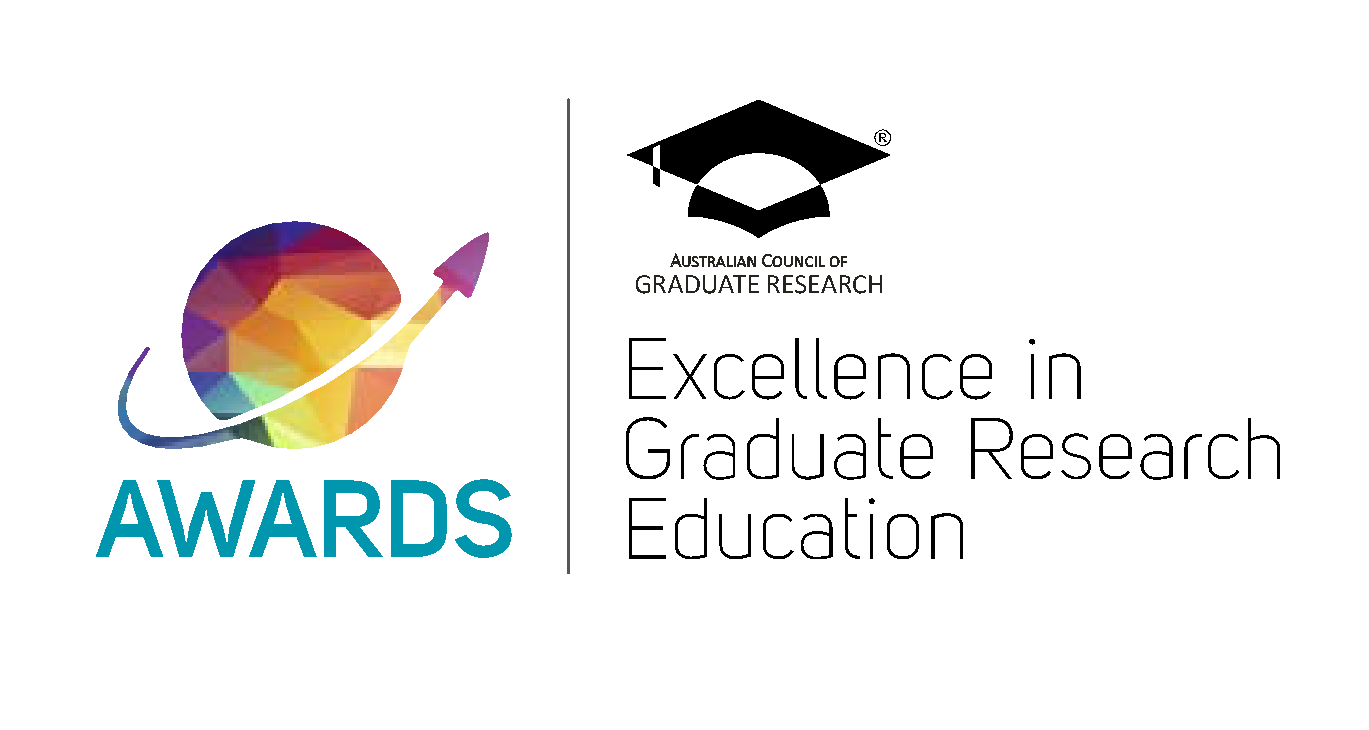 AWARDS
®
AUSTRALIAN COUNCIL OF
GRADUATE RESEARCH
Excellence in
Graduate Research
Education